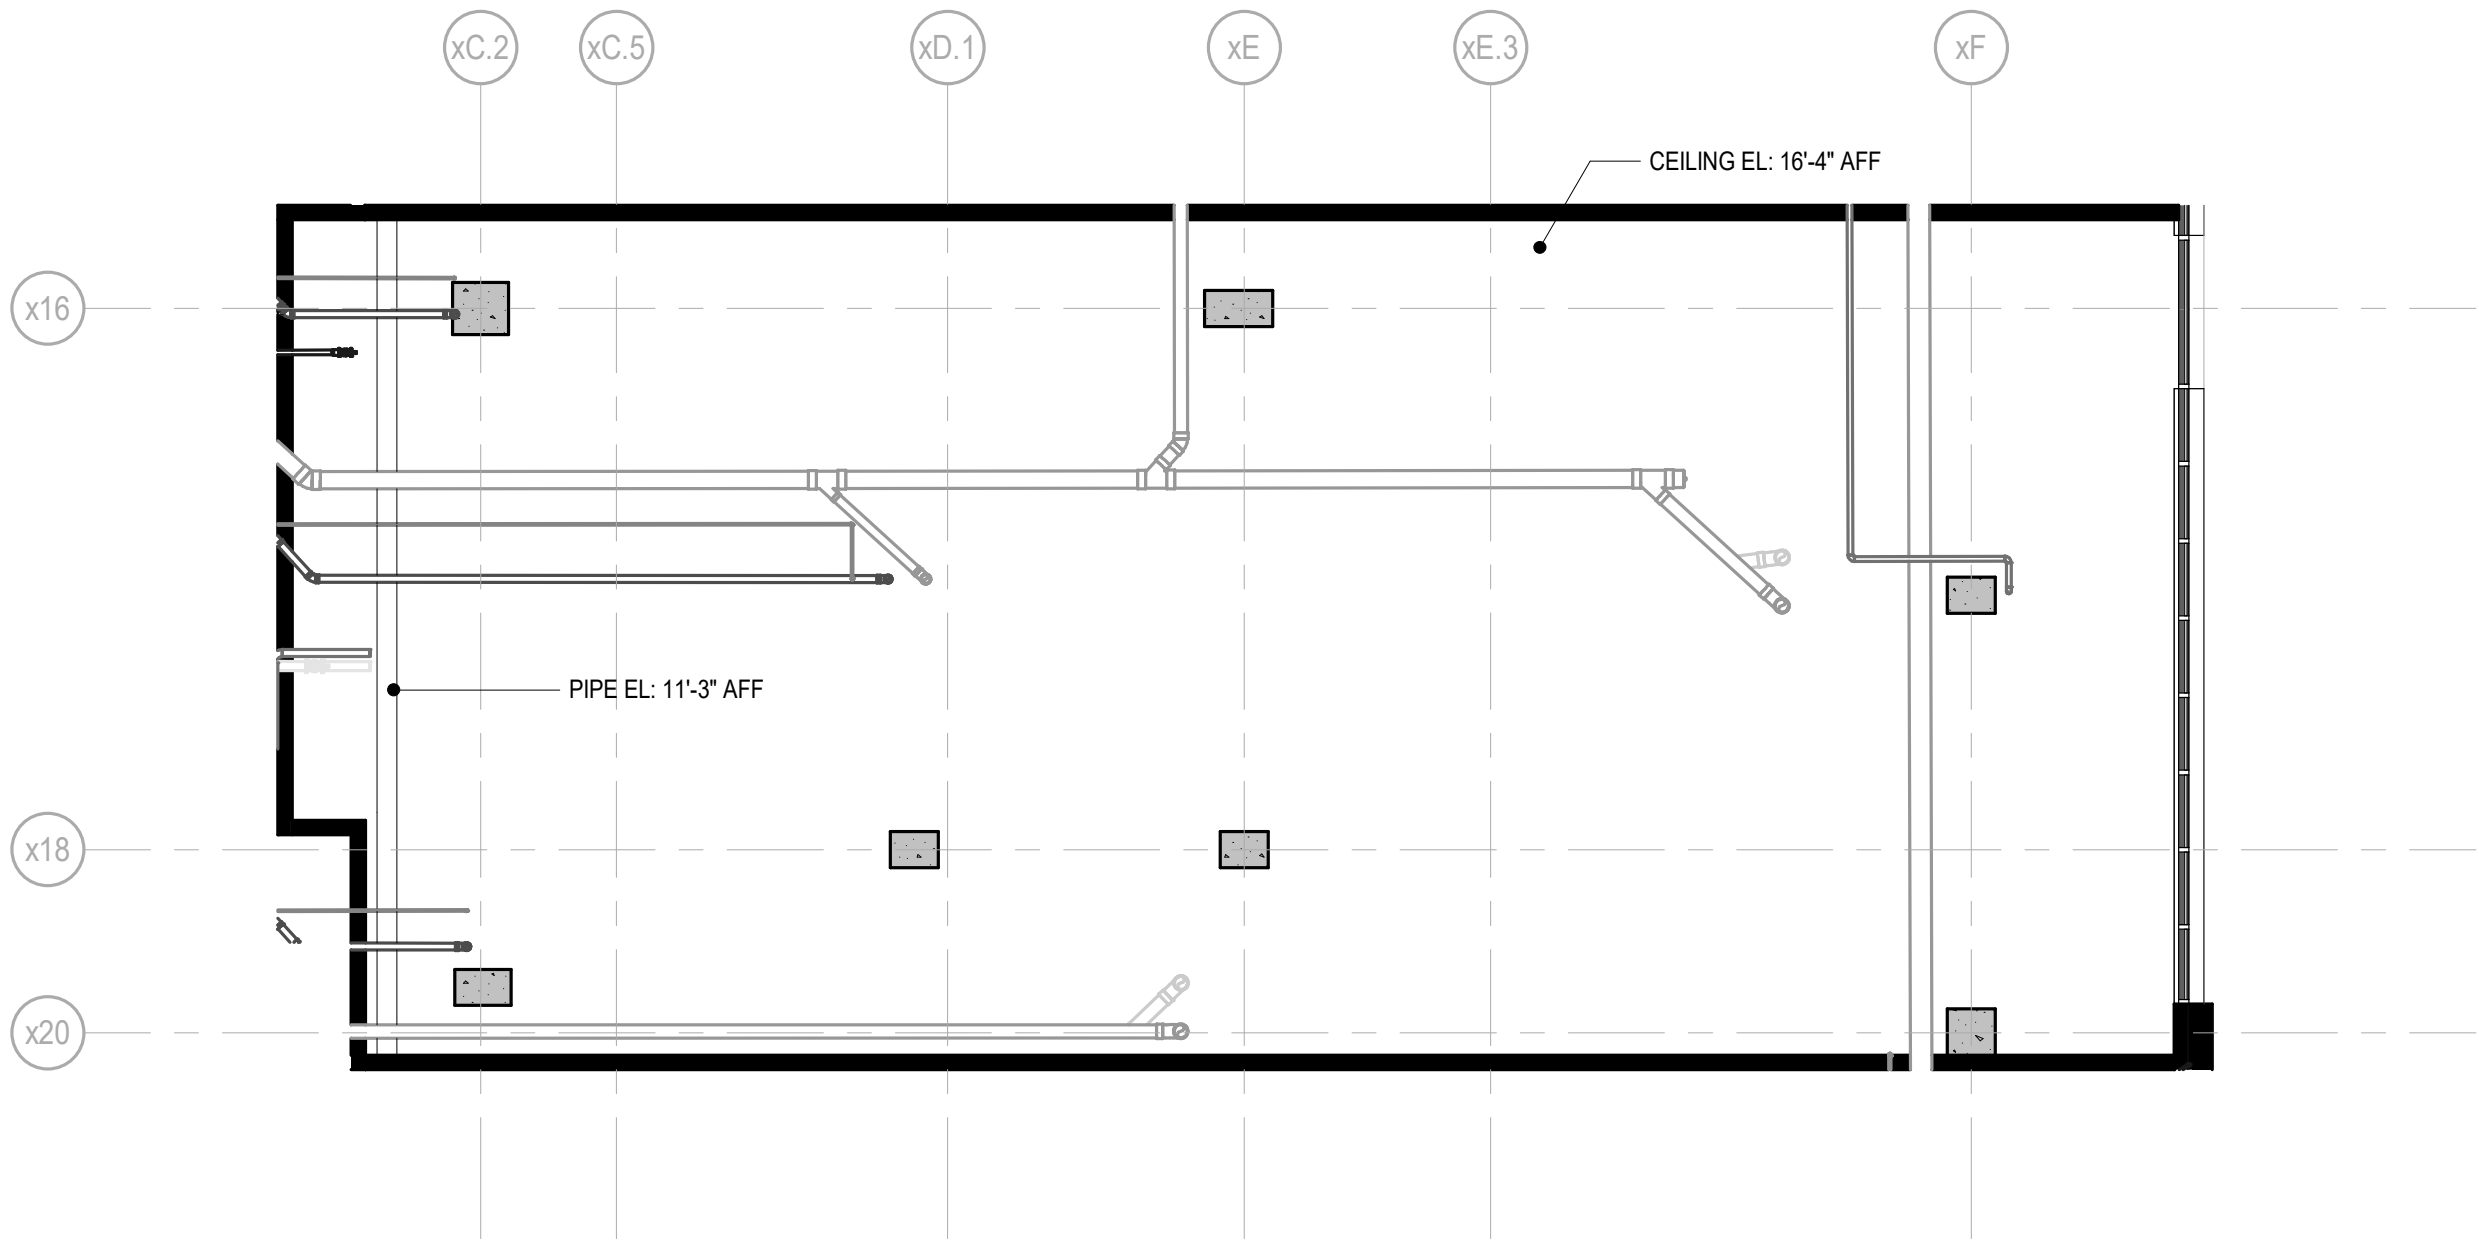 xC.2
xC.5
xD.1
xE
xE.3
xF
CEILING EL: 16'-4" AFF
x16
PIPE EL: 11'-3" AFF
x18
x20